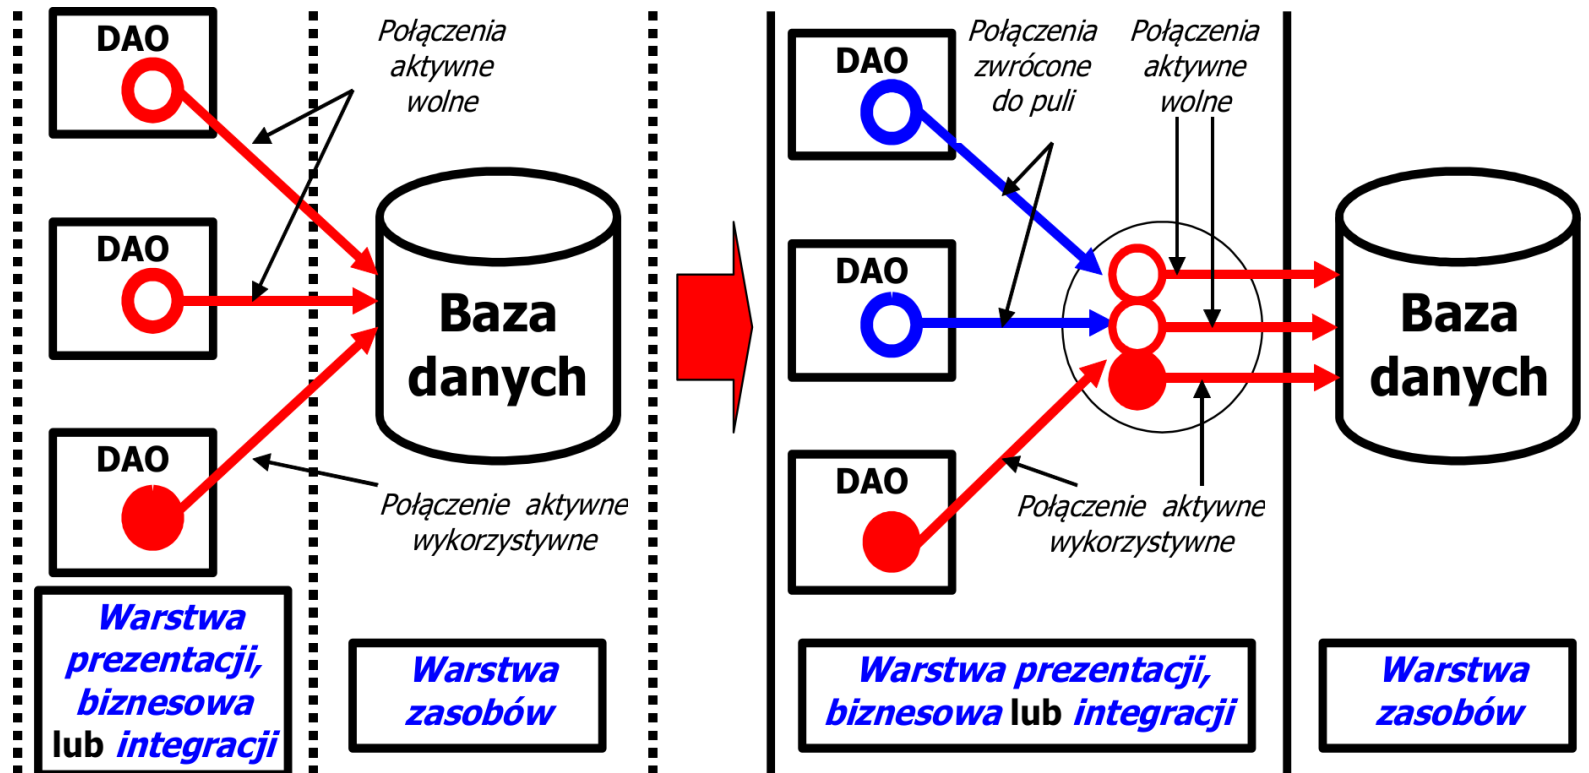 DAO
Połączenia
aktywne
wolne
DAO
Baza
danych
DAO
Połączenie aktywne
wykorzystywne
Warstwa
prezentacji,
biznesowa
lub integracji
Warstwa
zasobów
DAO
Połączenia
zwrócone
do puli
Połączenia
aktywne
wolne
DAO
Baza
danych
DAO
Połączenie aktywne
wykorzystywne
Warstwa prezentacji,
biznesowa lub integracji
Warstwa
zasobów